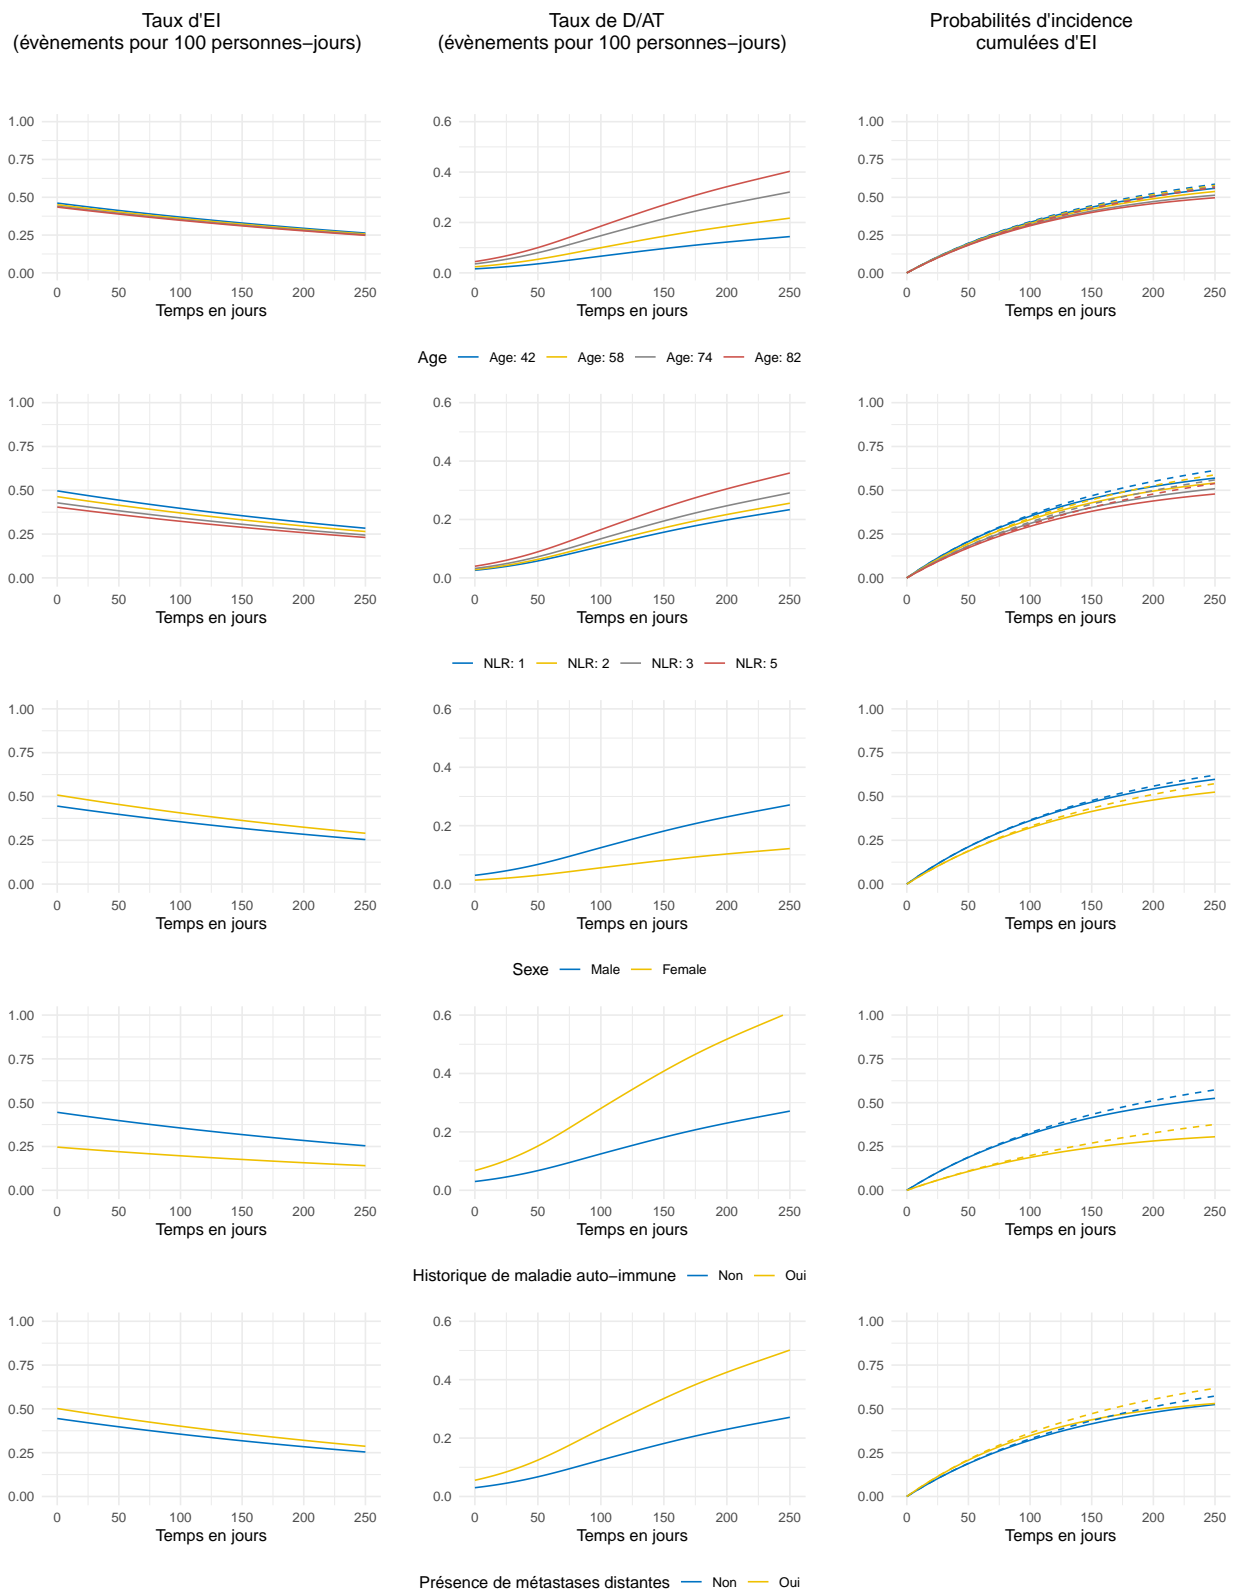 Taux d'EI
(évènements pour 100 personnes−jours)
Taux de D/AT
(évènements pour 100 personnes−jours)
Probabilités d'incidence
cumulées d'EI
1.00
0.75
0.50
0.25
0.00
0 50 100 150 200 250
Temps en jours
0.6
0.4
0.2
0.0
0 50 100 150 200 250
Temps en jours
1.00
0.75
0.50
0.25
0.00
0 50 100 150 200 250
Temps en jours
Age Age: 42 Age: 58 Age: 74 Age: 82
1.00
0.75
0.50
0.25
0.00
0 50 100 150 200 250
Temps en jours
0.6
0.4
0.2
0.0
0 50 100 150 200 250
Temps en jours
1.00
0.75
0.50
0.25
0.00
0 50 100 150 200 250
Temps en jours
NLR: 1 NLR: 2 NLR: 3 NLR: 5
1.00
0.75
0.50
0.25
0.00
0 50 100 150 200 250
Temps en jours
0.6
0.4
0.2
0.0
0 50 100 150 200 250
Temps en jours
1.00
0.75
0.50
0.25
0.00
0 50 100 150 200 250
Temps en jours
Sexe Male Female
1.00
0.75
0.50
0.25
0.00
0 50 100 150 200 250
Temps en jours
0.6
0.4
0.2
0.0
0 50 100 150 200 250
Temps en jours
1.00
0.75
0.50
0.25
0.00
0 50 100 150 200 250
Temps en jours
Historique de maladie auto−immune Non Oui
1.00
0.75
0.50
0.25
0.00
0 50 100 150 200 250
Temps en jours
0.6
0.4
0.2
0.0
0 50 100 150 200 250
Temps en jours
1.00
0.75
0.50
0.25
0.00
0 50 100 150 200 250
Temps en jours
Présence de métastases distantes Non Oui